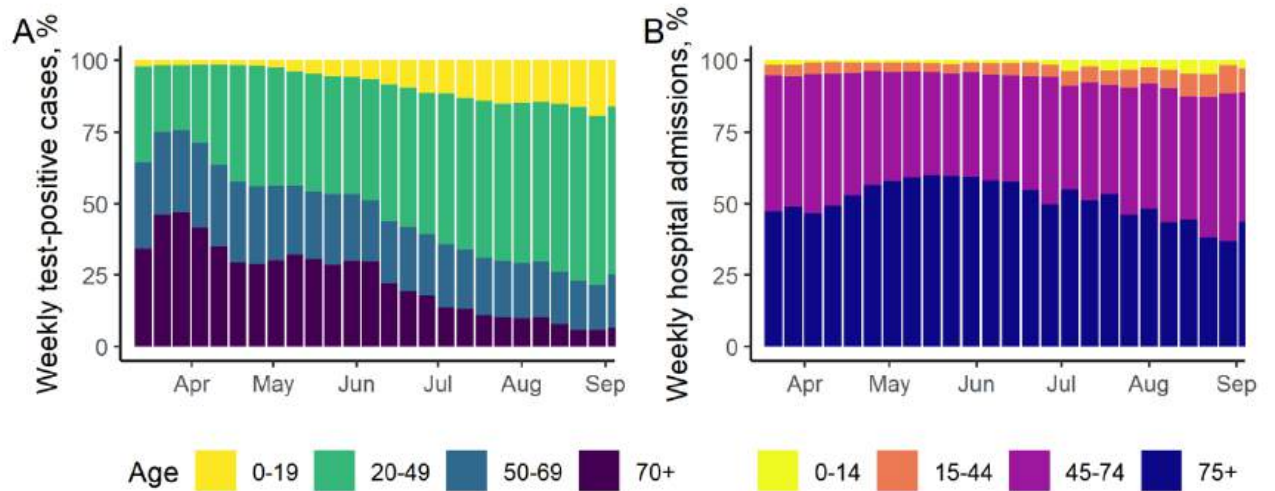 A
Weekly test-positive cases, %
100
75
50
25
0
Apr May Jun Jul Aug Sep
B
Weekly hospital admissions, %
100
75
50
25
0
Apr May Jun Jul Aug Sep
Age 0-19 20-49 50-69 70+
0-14 15-44 45-74 75+